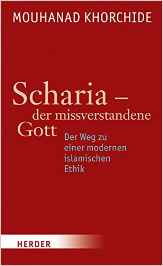 MOUHANAD KHORCHIDE
Scharia –
der missverstandene
Gott
Der Weg zu
einer modernen
islamischen
Ethik
HERDER